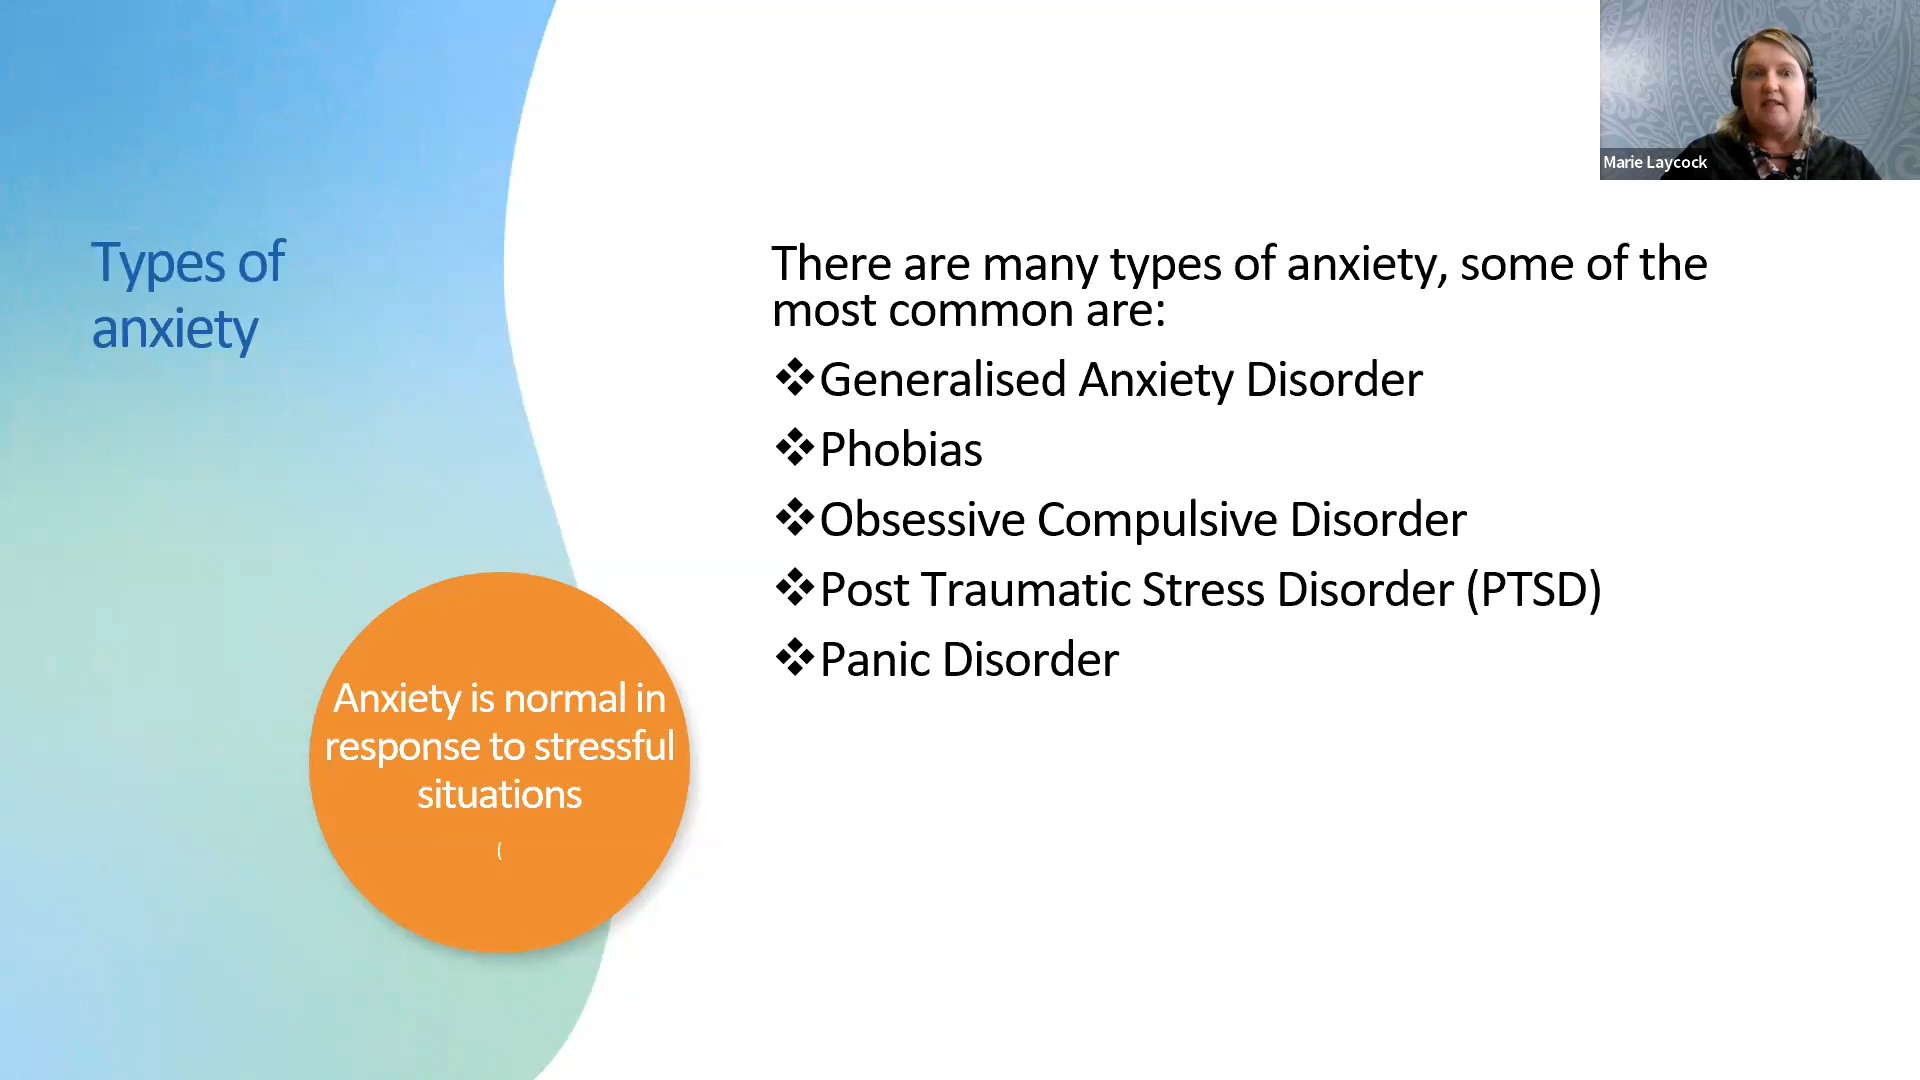 Marie Laycock
Types of
anxiety
There are many types of anxiety, some of the
most common are:
❖Generalised Anxiety Disorder
❖Phobias
❖Obsessive Compulsive Disorder
❖Post Traumatic Stress Disorder (PTSD)
❖Panic Disorder
Anxiety is normal in
response to stressful
situations
(